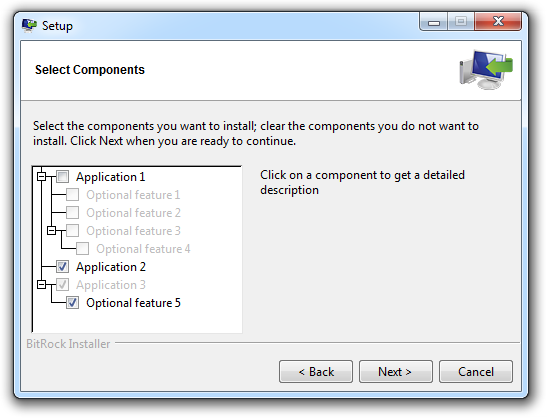 Setup
Select Components
Select the components you want to install; clear the components you do not want to
install. Click Next when you are ready to continue.
Application 1
Optional feature 1
Optional feature 2
Optional feature 3
Optional feature 4
Application 2
Application 3
Optional feature 5
Click on a component to get a detailed
description
BitRock Installer
< Back
Next >
Cancel